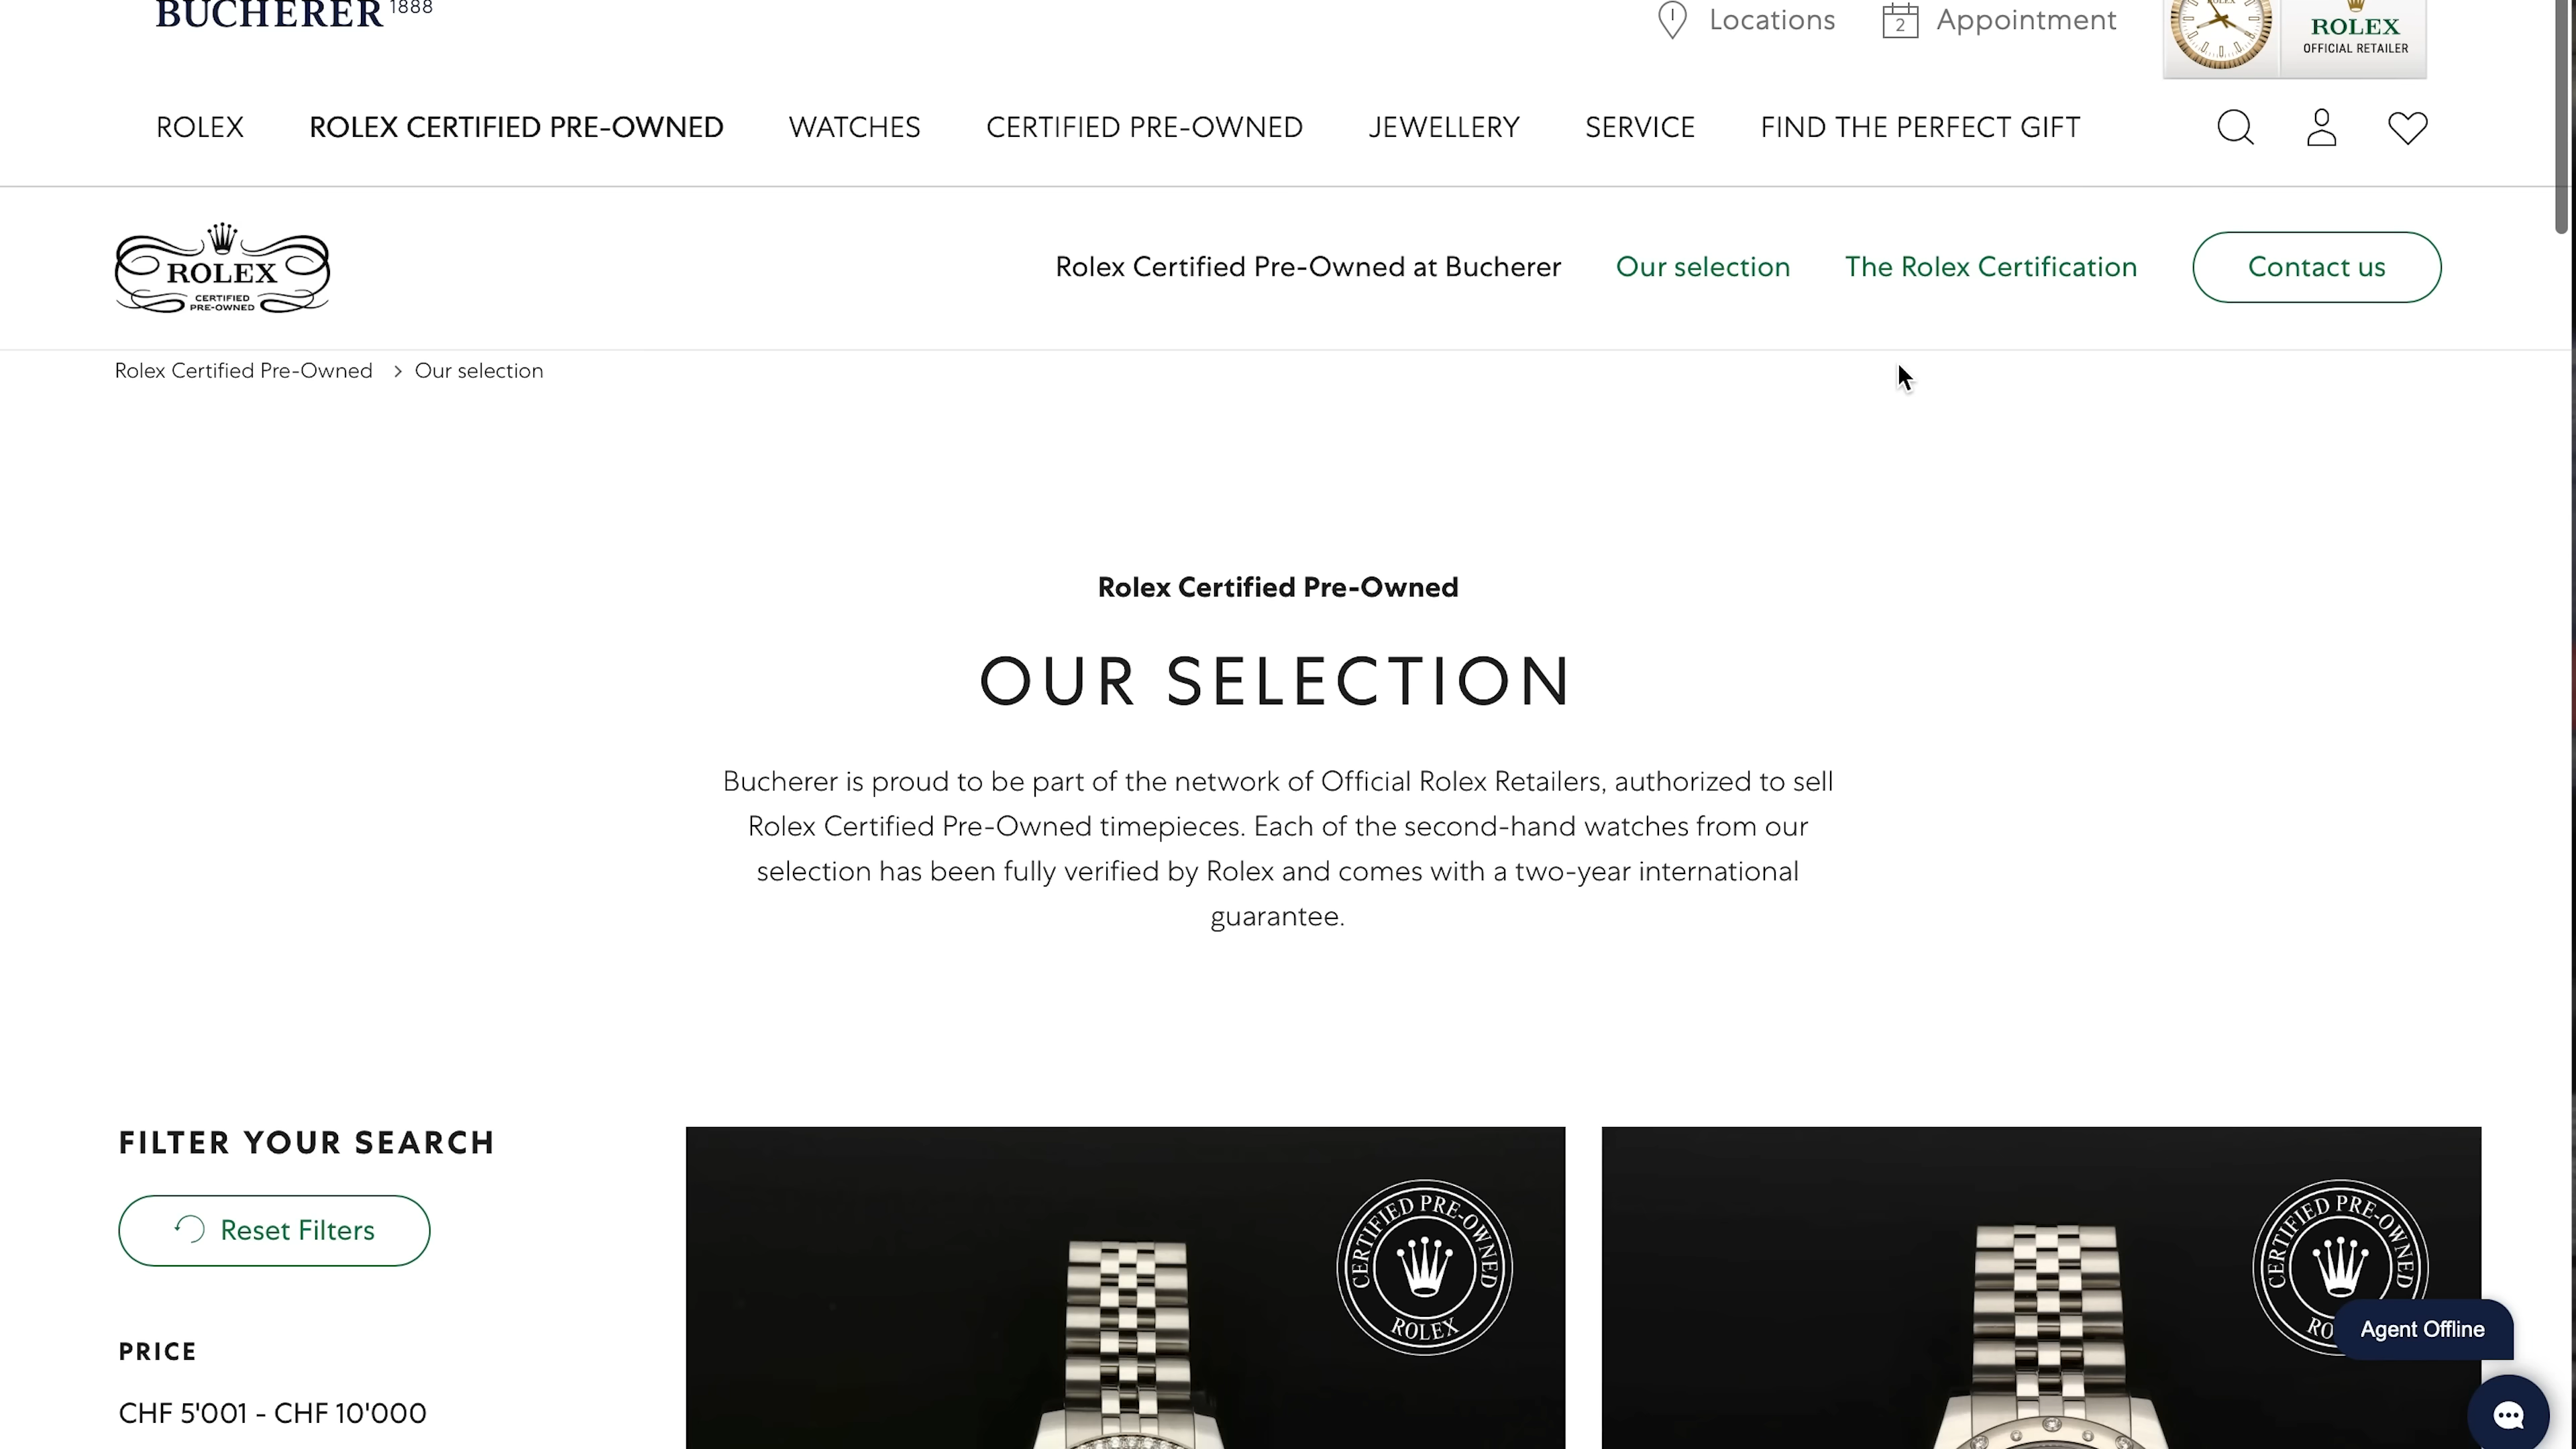 BUCHERER 1888
Locations
Appointment
ROLEX
OFFICIAL RETAILER
ROLEX
ROLEX CERTIFIED PRE-OWNED
WATCHES
CERTIFIED PRE-OWNED
JEWELLERY
SERVICE
FIND THE PERFECT GIFT
ROLEX
CERTIFIED
PRE-OWNED
Rolex Certified Pre-Owned at Bucherer
Our selection
The Rolex Certification
Contact us
Rolex Certified Pre-Owned > Our selection
Rolex Certified Pre-Owned
OUR SELECTION
Bucherer is proud to be part of the network of Official Rolex Retailers, authorized to sell
Rolex Certified Pre-Owned timepieces. Each of the second-hand watches from our
selection has been fully verified by Rolex and comes with a two-year international
guarantee.
FILTER YOUR SEARCH
Reset Filters
PRICE
CHF 5'001 - CHF 10'000
CERTIFIED PRE-OWNED
ROLEX
CERTIFIED PRE-OWNED
Agent Offline